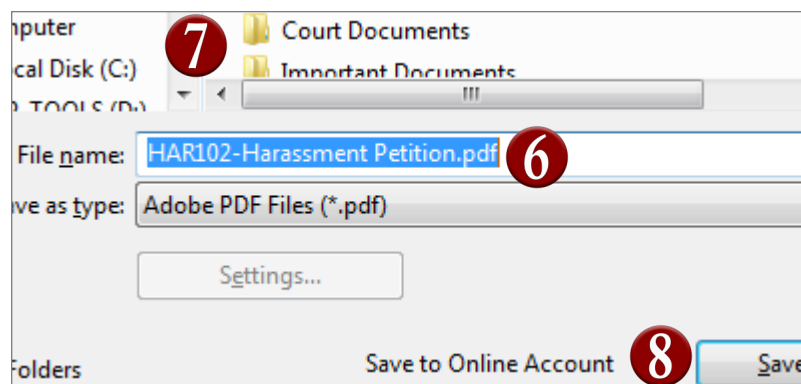 mputer
Court Documents
7
cal Disk (C:)
Important Documents
TOOLS (D:)
File name: HAR102-Harassment Petition.pdf 6
ve as type: Adobe PDF Files (*.pdf)
Settings...
Folders
Save to Online Account 8 Save